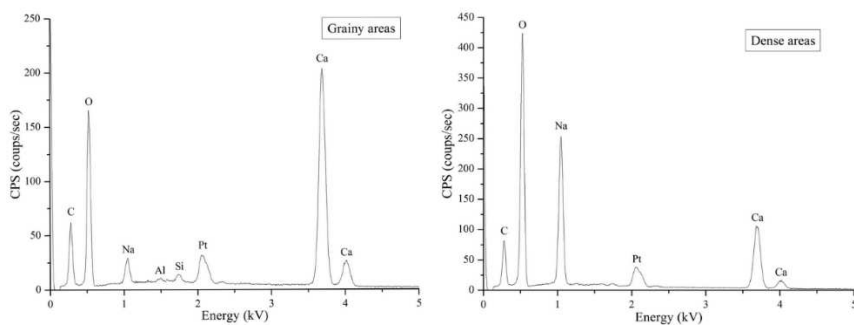 Grainy areas
CPS (coups/sec)
250
200
150
100
50
0
C
O
Na
Al
Si
Pt
Ca
Ca
0
1
2
3
4
5
Energy (kV)
Dense areas
CPS (coups/sec)
450
400
350
300
250
200
150
100
50
0
C
O
Na
Pt
Ca
Ca
0
1
2
3
4
5
Energy (kV)